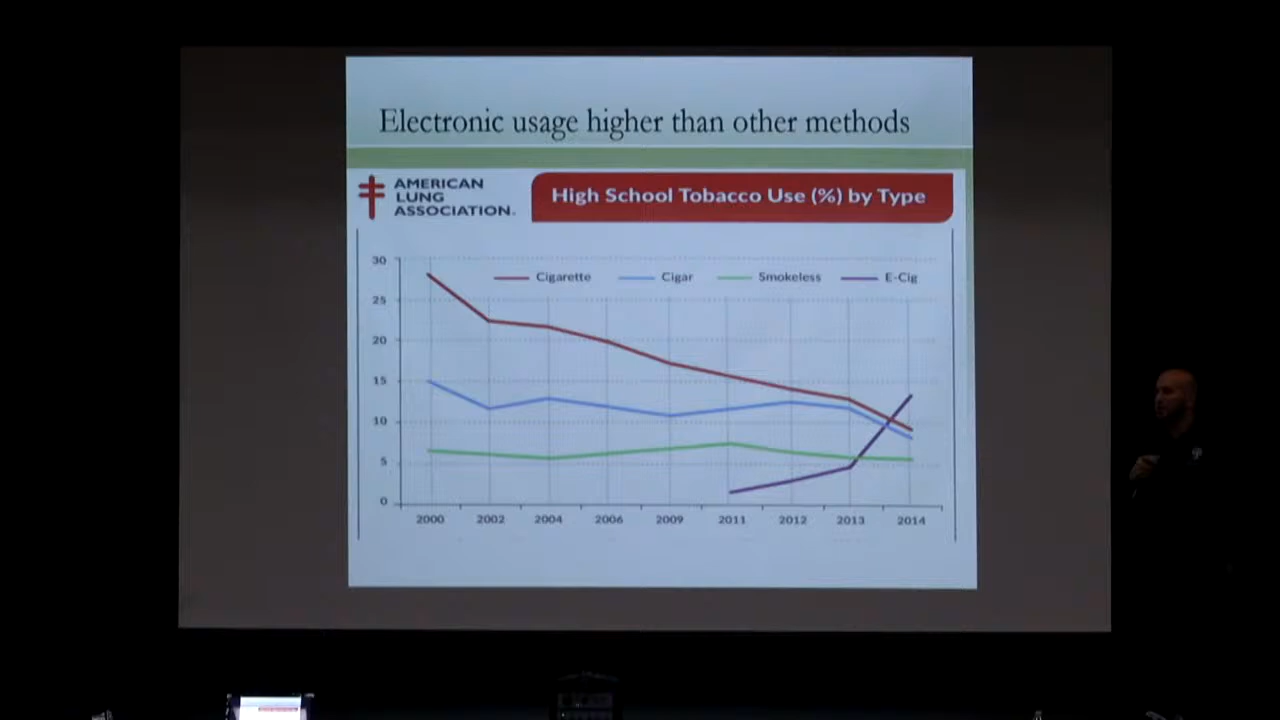 Electronic usage higher than other methods
AMERICAN
LUNG
ASSOCIATION.
High School Tobacco Use (%) by Type
Cigarette Cigar Smokeless E-Cig
30
25
20
15
10
5
0
2000 2002 2004 2006 2009 2011 2012 2013 2014